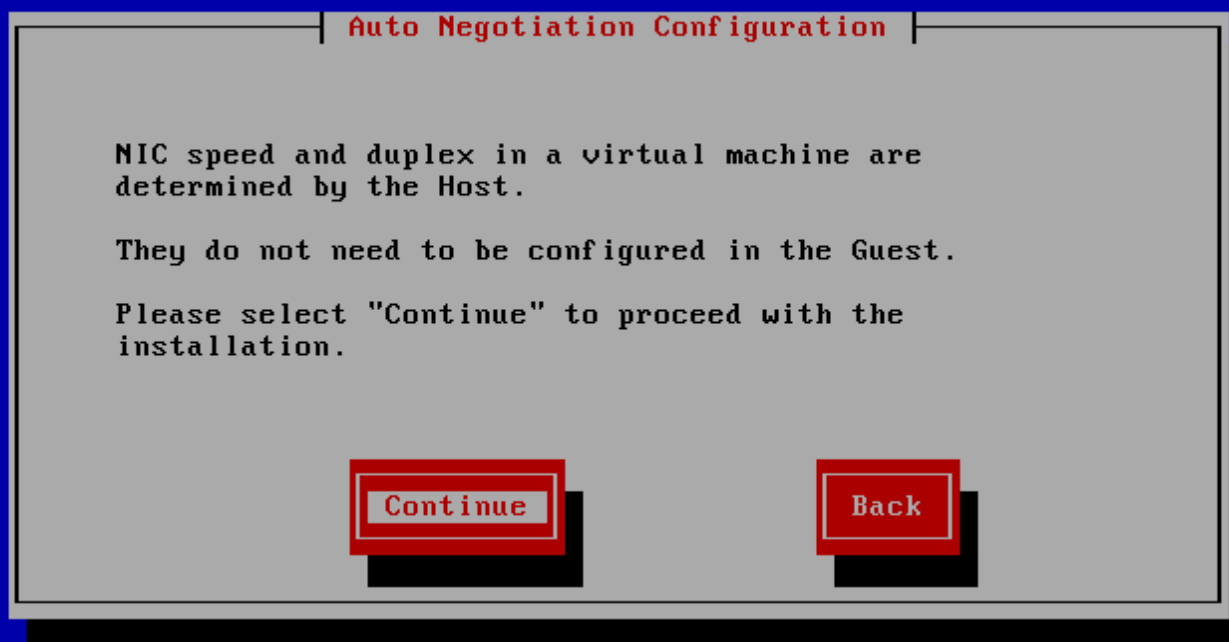 Auto Negotiation Configuration
NIC speed and duplex in a virtual machine are
determined by the Host.
They do not need to be configured in the Guest.
Please select "Continue" to proceed with the
installation.
Continue
Back